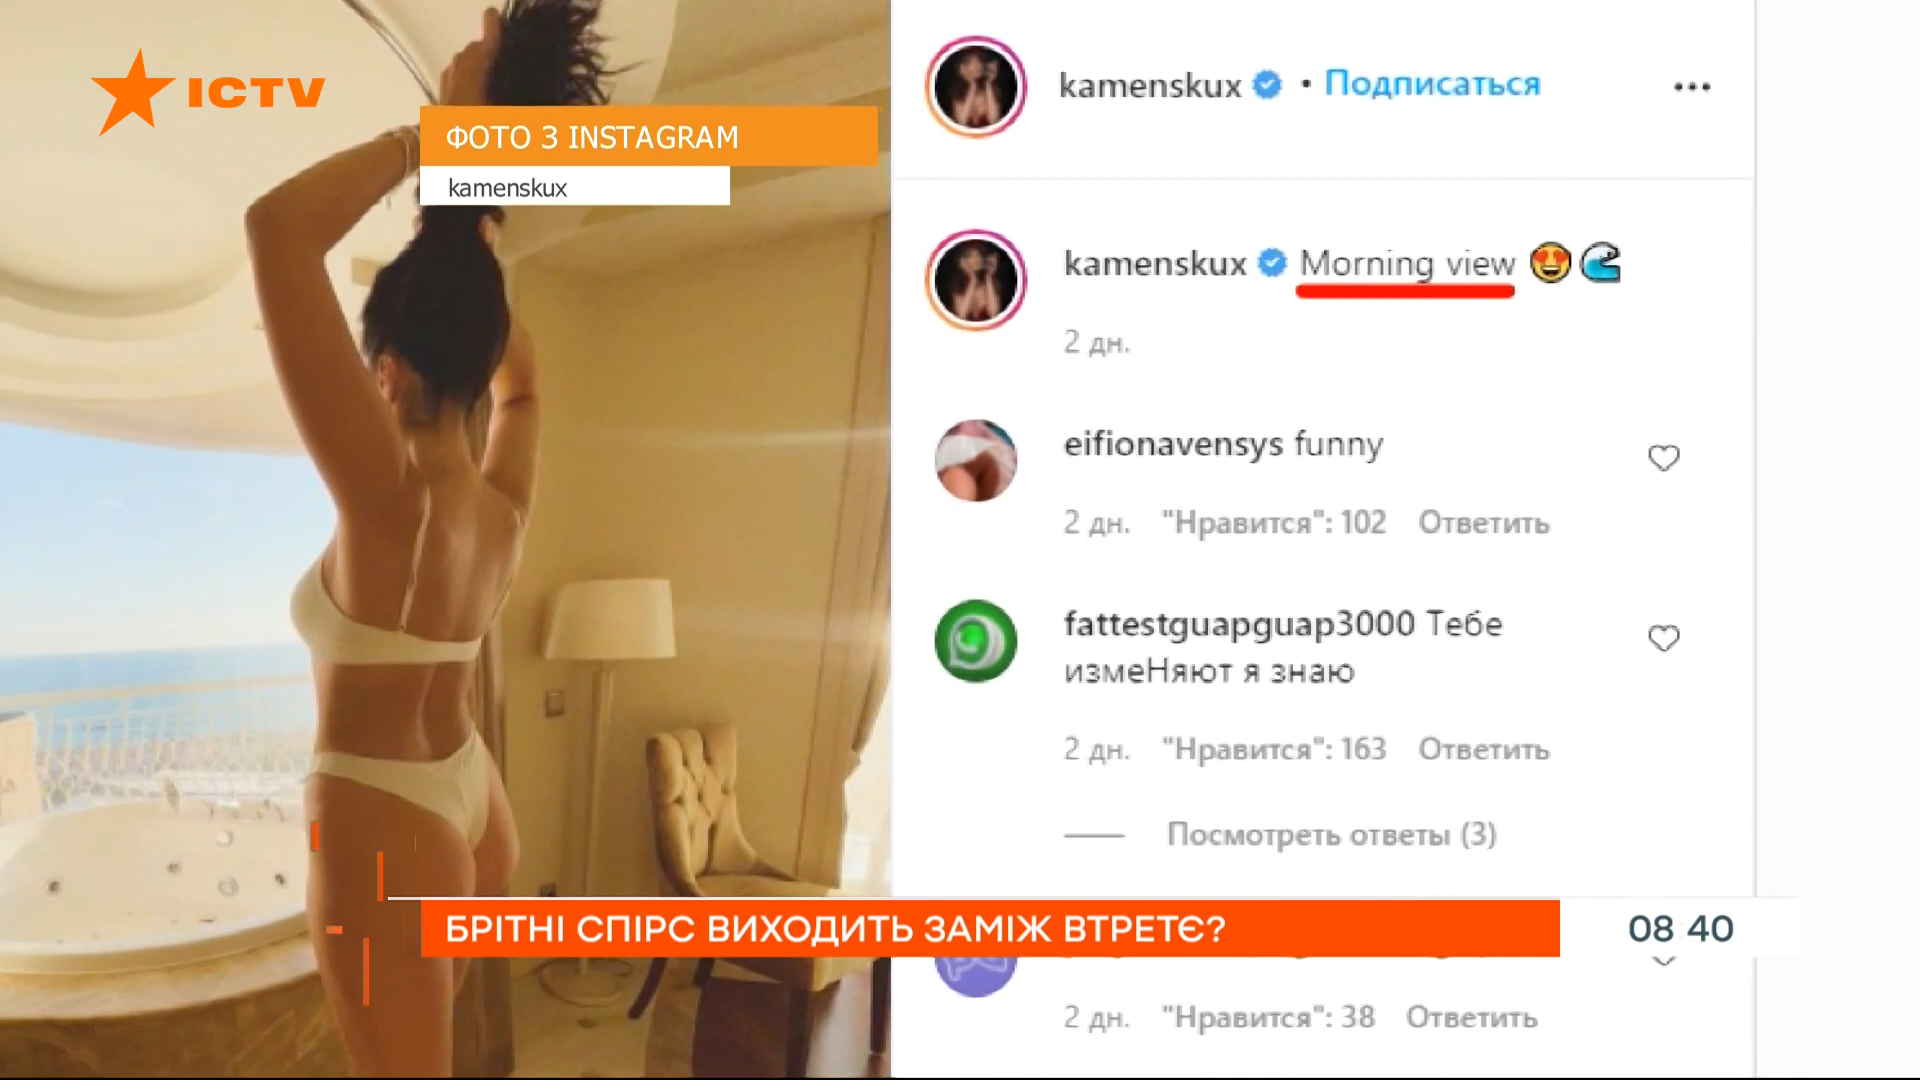 ICTV
ФОТО З INSTAGRAM
kamenskux
kamenskux • Подписаться
kamenskux Morning view
2 дн.
eifionavensys funny
2 дн. "Нравится": 102 Ответить
fattestguapguap3000 Тебе
измеНяют я знаю
2 дн. "Нравится": 163 Ответить
Посмотреть ответы (3)
БРІТНІ СПІРС ВИХОДИТЬ ЗАМІЖ ВТРЕТЄ?
08 40
2 дн. "Нравится": 38 Ответить